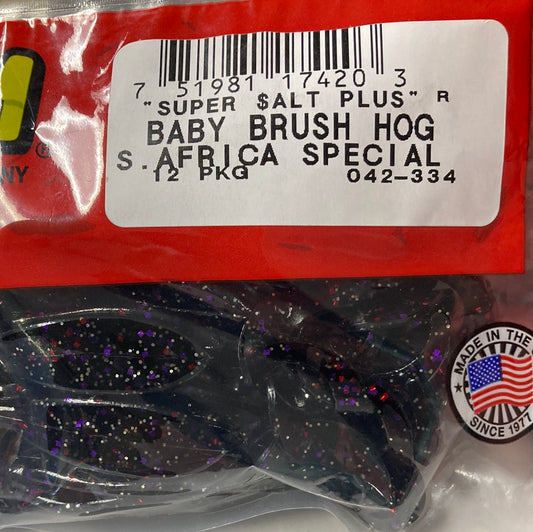 7 51981 17420 3
"SUPER $ALT PLUS" R
BABY BRUSH HOG
S.AFRICA SPECIAL
12 PKG 042-334
®
NY
MADE IN THE
SINCE 1977